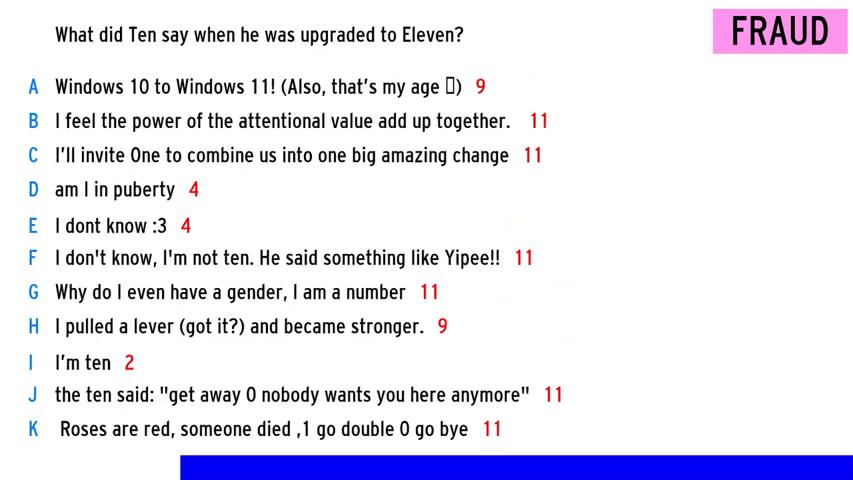 What did Ten say when he was upgraded to Eleven?
FRAUD
A Windows 10 to Windows 11! (Also, that’s my age ▯) 9
B I feel the power of the attentional value add up together. 11
C I’ll invite One to combine us into one big amazing change 11
D am I in puberty 4
E I dont know :3 4
F I don't know, I'm not ten. He said something like Yipee!! 11
G Why do I even have a gender, I am a number 11
H I pulled a lever (got it?) and became stronger. 9
I I’m ten 2
J the ten said: "get away 0 nobody wants you here anymore" 11
K Roses are red, someone died ,1 go double 0 go bye 11